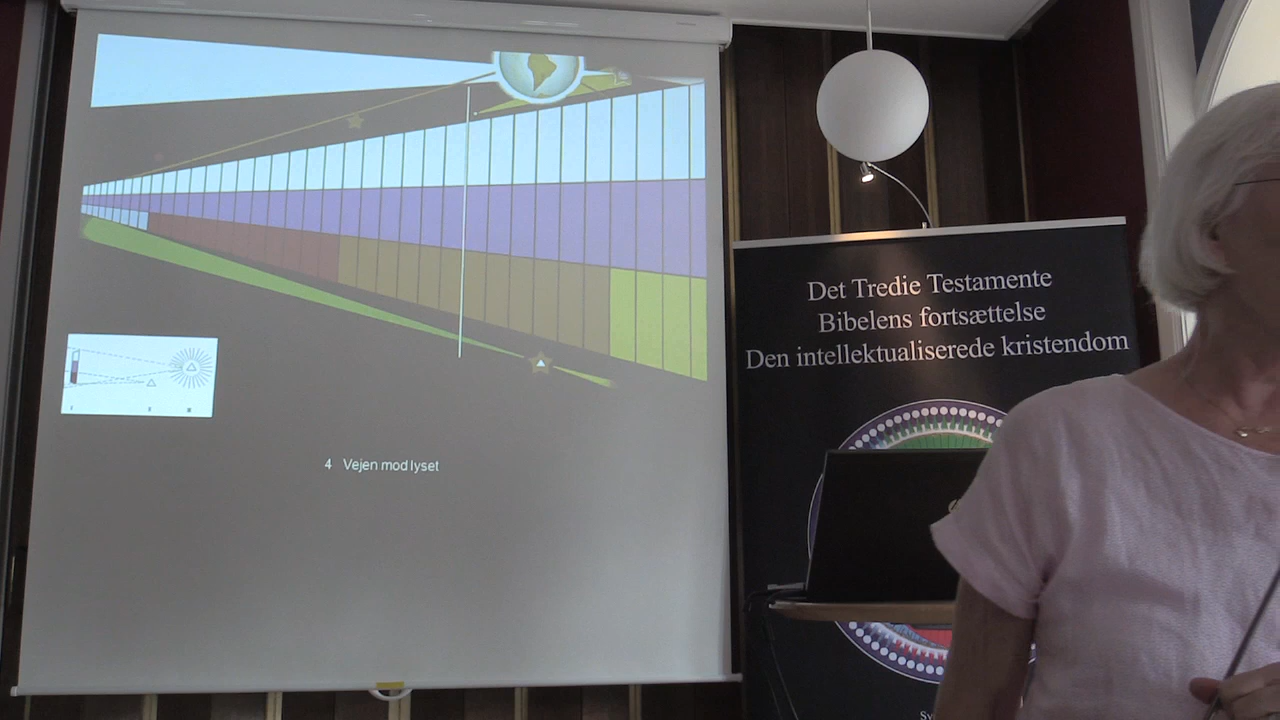 4 Vejen mod lyset
Det Tredie Testamente
Bibelens fortsættelse
Den intellektualiserede kristendom